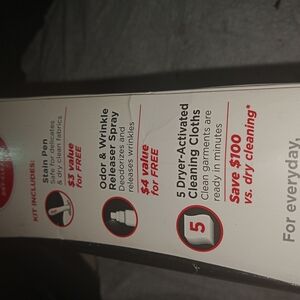 KIT INCLUDES:
Stain Pen
Safe for delicates
& dry clean fabrics
$3 value
for FREE
Odor & Wrinkle
Releaser Spray
Deodorizes and
releases wrinkles
$4 value
for FREE
5
5 Dryer-Activated
Cleaning Cloths
Clean garments are
ready in minutes
Save $100
vs. dry cleaning*
For everyday,